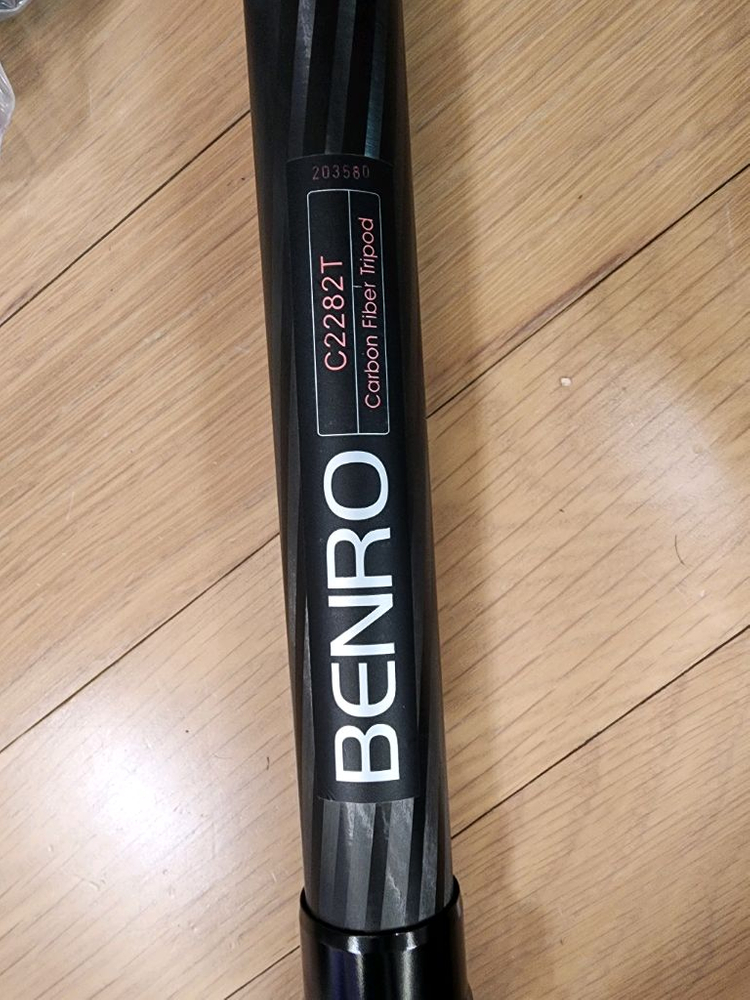 203580
C2282T
Carbon Fiber Tripod
BENRO